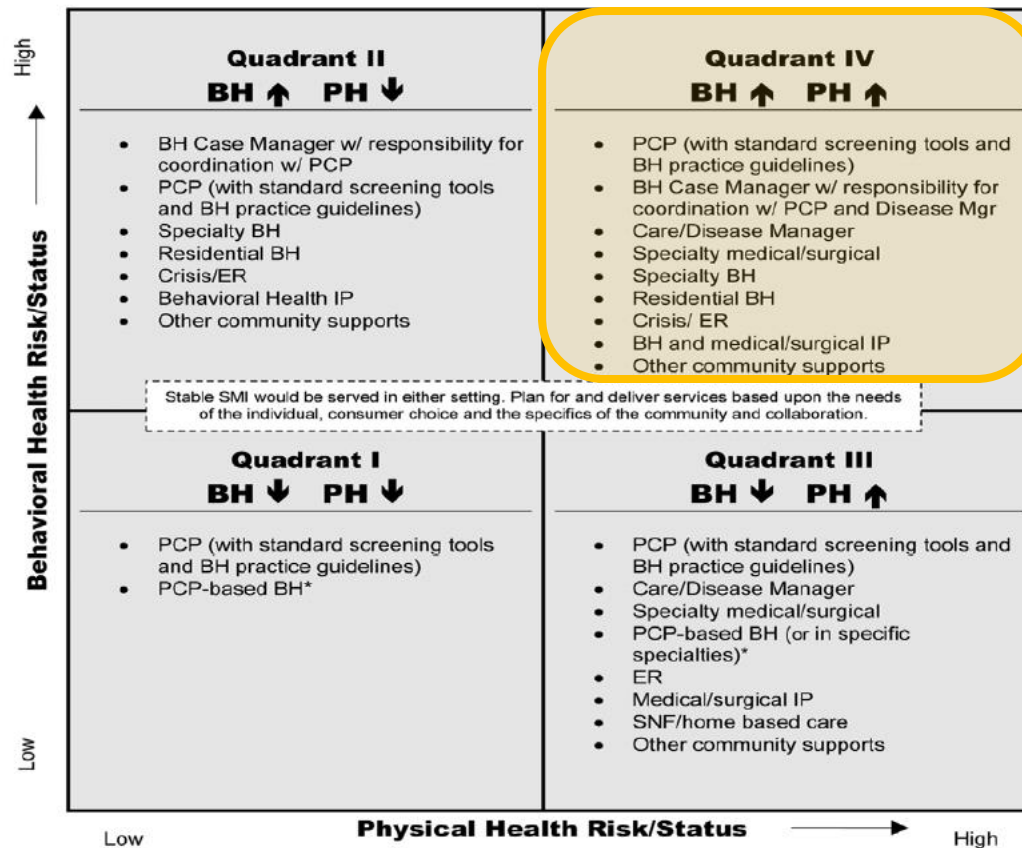 High
Behavioral Health Risk/Status
Low
Quadrant II
BH ↑ PH ↓
• BH Case Manager w/ responsibility for
coordination w/ PCP
• PCP (with standard screening tools
and BH practice guidelines)
• Specialty BH
• Residential BH
• Crisis/ER
• Behavioral Health IP
• Other community supports
Quadrant IV
BH ↑ PH ↑
• PCP (with standard screening tools and
BH practice guidelines)
• BH Case Manager w/ responsibility for
coordination w/ PCP and Disease Mgr
• Care/Disease Manager
• Specialty medical/surgical
• Specialty BH
• Residential BH
• Crisis/ ER
• BH and medical/surgical IP
• Other community supports
Stable SMI would be served in either setting. Plan for and deliver services based upon the needs
of the individual, consumer choice and the specifics of the community and collaboration.
Quadrant I
BH ↓ PH ↓
• PCP (with standard screening tools
and BH practice guidelines)
• PCP-based BH*
Quadrant III
BH ↓ PH ↑
• PCP (with standard screening tools and
BH practice guidelines)
• Care/Disease Manager
• Specialty medical/surgical
• PCP-based BH (or in specific
specialties)*
• ER
• Medical/surgical IP
• SNF/home based care
• Other community supports
Low
Physical Health Risk/Status
High